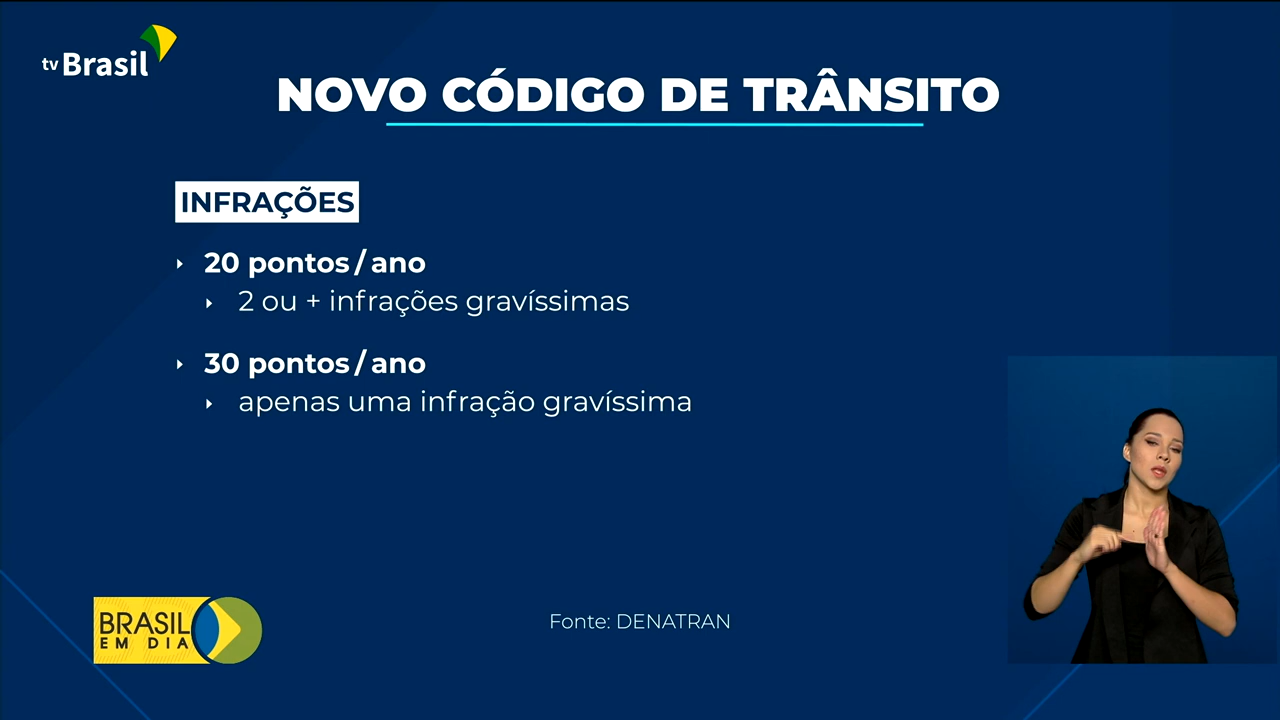 tv Brasil
NOVO CÓDIGO DE TRÂNSITO
INFRAÇÕES
20 pontos / ano
2 ou + infrações gravíssimas
30 pontos / ano
apenas uma infração gravíssima
BRASIL
EM DIA
Fonte: DENATRAN